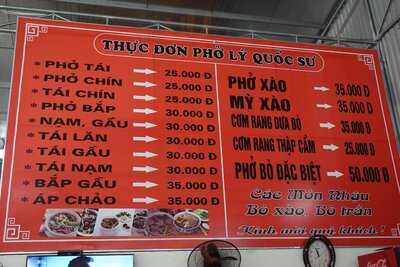 THỰC ĐƠN PHỞ LÝ QUỐC SƯ
* PHỞ TÁI → 25.000 Đ
* PHỞ CHÍN → 25.000 Đ
* TÁI CHÍN → 25.000 Đ
* PHỞ BẮP → 30.000 Đ
* NẠM, GẦU → 30.000 Đ
* TÁI LĂN → 30.000 Đ
* TÁI GẦU → 30.000 Đ
* TÁI NẠM → 30.000 Đ
* BẮP GẦU → 35.000 Đ
* ÁP CHẢO → 35.000 Đ
PHỞ XÀO → 35.000 Đ
MỲ XÀO → 35.000 Đ
CƠM RANG DƯA BÒ → 35.000 Đ
CƠM RANG THẬP CẨM → 25.000 Đ
PHỞ BÒ ĐẶC BIỆT → 50.000 Đ
Các Món Nhậu
Bò xào, Bò trần
Kính mời quý khách !